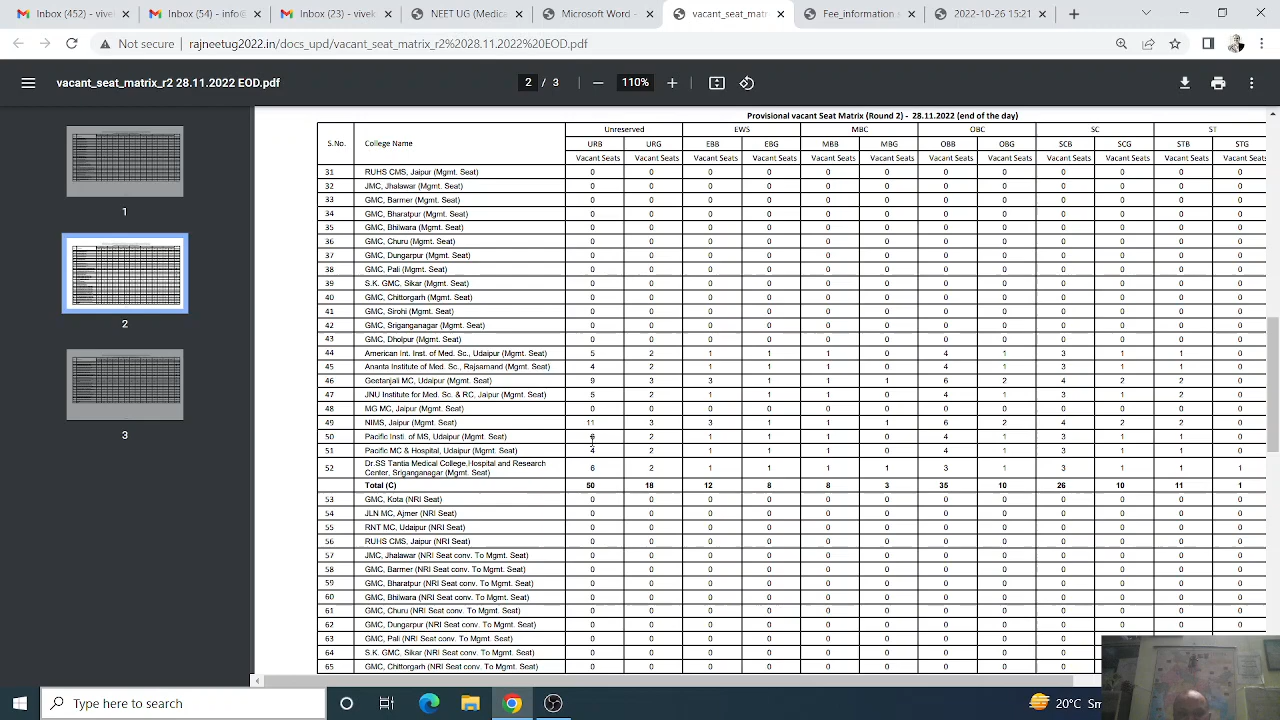 Inbox (452) - vivek
Inbox (54) - info@
Inbox (23) - vivek
NEET UG (Medica
Microsoft Word -
vacant_seat_matri
Fee_information s
2022-10-26 15:21
Not secure
rajneetug2022.in/docs_upd/vacant_seat_matrix_r2%2028.11.2022%20EOD.pdf
vacant_seat_matrix_r2 28.11.2022 EOD.pdf
2 / 3
110%
1
2
3
Provisional vacant Seat Matrix (Round 2) - 28.11.2022 (end of the day)
S.No. College Name Unreserved EWS MBC OBC SC ST
URB URG EBB EBG MBB MBG OBB OBG SCB SCG STB STG
Vacant Seats Vacant Seats Vacant Seats Vacant Seats Vacant Seats Vacant Seats Vacant Seats Vacant Seats Vacant Seats Vacant Seats Vacant Seats Vacant Seats
31 RUHS CMS, Jaipur (Mgmt. Seat) 0 0 0 0 0 0 0 0 0 0 0 0
32 JMC, Jhalawar (Mgmt. Seat) 0 0 0 0 0 0 0 0 0 0 0 0
33 GMC, Barmer (Mgmt. Seat) 0 0 0 0 0 0 0 0 0 0 0 0
34 GMC, Bharatpur (Mgmt. Seat) 0 0 0 0 0 0 0 0 0 0 0 0
35 GMC, Bhilwara (Mgmt. Seat) 0 0 0 0 0 0 0 0 0 0 0 0
36 GMC, Churu (Mgmt. Seat) 0 0 0 0 0 0 0 0 0 0 0 0
37 GMC, Dungarpur (Mgmt. Seat) 0 0 0 0 0 0 0 0 0 0 0 0
38 GMC, Pali (Mgmt. Seat) 0 0 0 0 0 0 0 0 0 0 0 0
39 S.K. GMC, Sikar (Mgmt. Seat) 0 0 0 0 0 0 0 0 0 0 0 0
40 GMC, Chittorgarh (Mgmt. Seat) 0 0 0 0 0 0 0 0 0 0 0 0
41 GMC, Sirohi (Mgmt. Seat) 0 0 0 0 0 0 0 0 0 0 0 0
42 GMC, Sriganganagar (Mgmt. Seat) 0 0 0 0 0 0 0 0 0 0 0 0
43 GMC, Dholpur (Mgmt. Seat) 0 0 0 0 0 0 0 0 0 0 0 0
44 American Int. Inst. of Med. Sc., Udaipur (Mgmt. Seat) 5 2 1 1 1 0 4 1 3 1 1 0
45 Ananta Institute of Med. Sc., Rajsamand (Mgmt. Seat) 4 2 1 1 1 0 4 1 3 1 1 0
46 Geetanjali MC, Udaipur (Mgmt. Seat) 9 3 3 1 1 1 6 2 4 2 2 0
47 JNU Institute for Med. Sc. & RC, Jaipur (Mgmt. Seat) 5 2 1 1 1 0 4 1 3 1 2 0
48 MG MC, Jaipur (Mgmt. Seat) 0 0 0 0 0 0 0 0 0 0 0 0
49 NIMS, Jaipur (Mgmt. Seat) 11 3 3 1 1 1 6 2 4 2 2 0
50 Pacific Insti. of MS, Udaipur (Mgmt. Seat) 2 1 1 1 0 4 1 3 1 1 0
51 Pacific MC & Hospital, Udaipur (Mgmt. Seat) 4 2 1 1 1 0 4 1 3 1 1 0
52 Dr.SS Tantia Medical College,Hospital and Research Center, Sriganganagar (Mgmt. Seat) 6 2 1 1 1 1 3 1 3 1 1 1
Total (C) 50 18 12 8 8 3 35 10 26 10 11 1
53 GMC, Kota (NRI Seat) 0 0 0 0 0 0 0 0 0 0 0 0
54 JLN MC, Ajmer (NRI Seat) 0 0 0 0 0 0 0 0 0 0 0 0
55 RNT MC, Udaipur (NRI Seat) 0 0 0 0 0 0 0 0 0 0 0 0
56 RUHS CMS, Jaipur (NRI Seat) 0 0 0 0 0 0 0 0 0 0 0 0
57 JMC, Jhalawar (NRI Seat conv. To Mgmt. Seat) 0 0 0 0 0 0 0 0 0 0 0 0
58 GMC, Barmer (NRI Seat conv. To Mgmt. Seat) 0 0 0 0 0 0 0 0 0 0 0 0
59 GMC, Bharatpur (NRI Seat conv. To Mgmt. Seat) 0 0 0 0 0 0 0 0 0 0 0 0
60 GMC, Bhilwara (NRI Seat conv. To Mgmt. Seat) 0 0 0 0 0 0 0 0 0 0 0 0
61 GMC, Churu (NRI Seat conv. To Mgmt. Seat) 0 0 0 0 0 0 0 0 0 0 0 0
62 GMC, Dungarpur (NRI Seat conv. To Mgmt. Seat) 0 0 0 0 0 0 0 0 0 0 0 0
63 GMC, Pali (NRI Seat conv. To Mgmt. Seat) 0 0 0 0 0 0 0 0 0 0
64 S.K. GMC, Sikar (NRI Seat conv. To Mgmt. Seat) 0 0 0 0 0 0 0 0 0
65 GMC, Chittorgarh (NRI Seat conv. To Mgmt. Seat) 0 0 0 0 0 0 0 0 0
Type here to search
20°C Sm